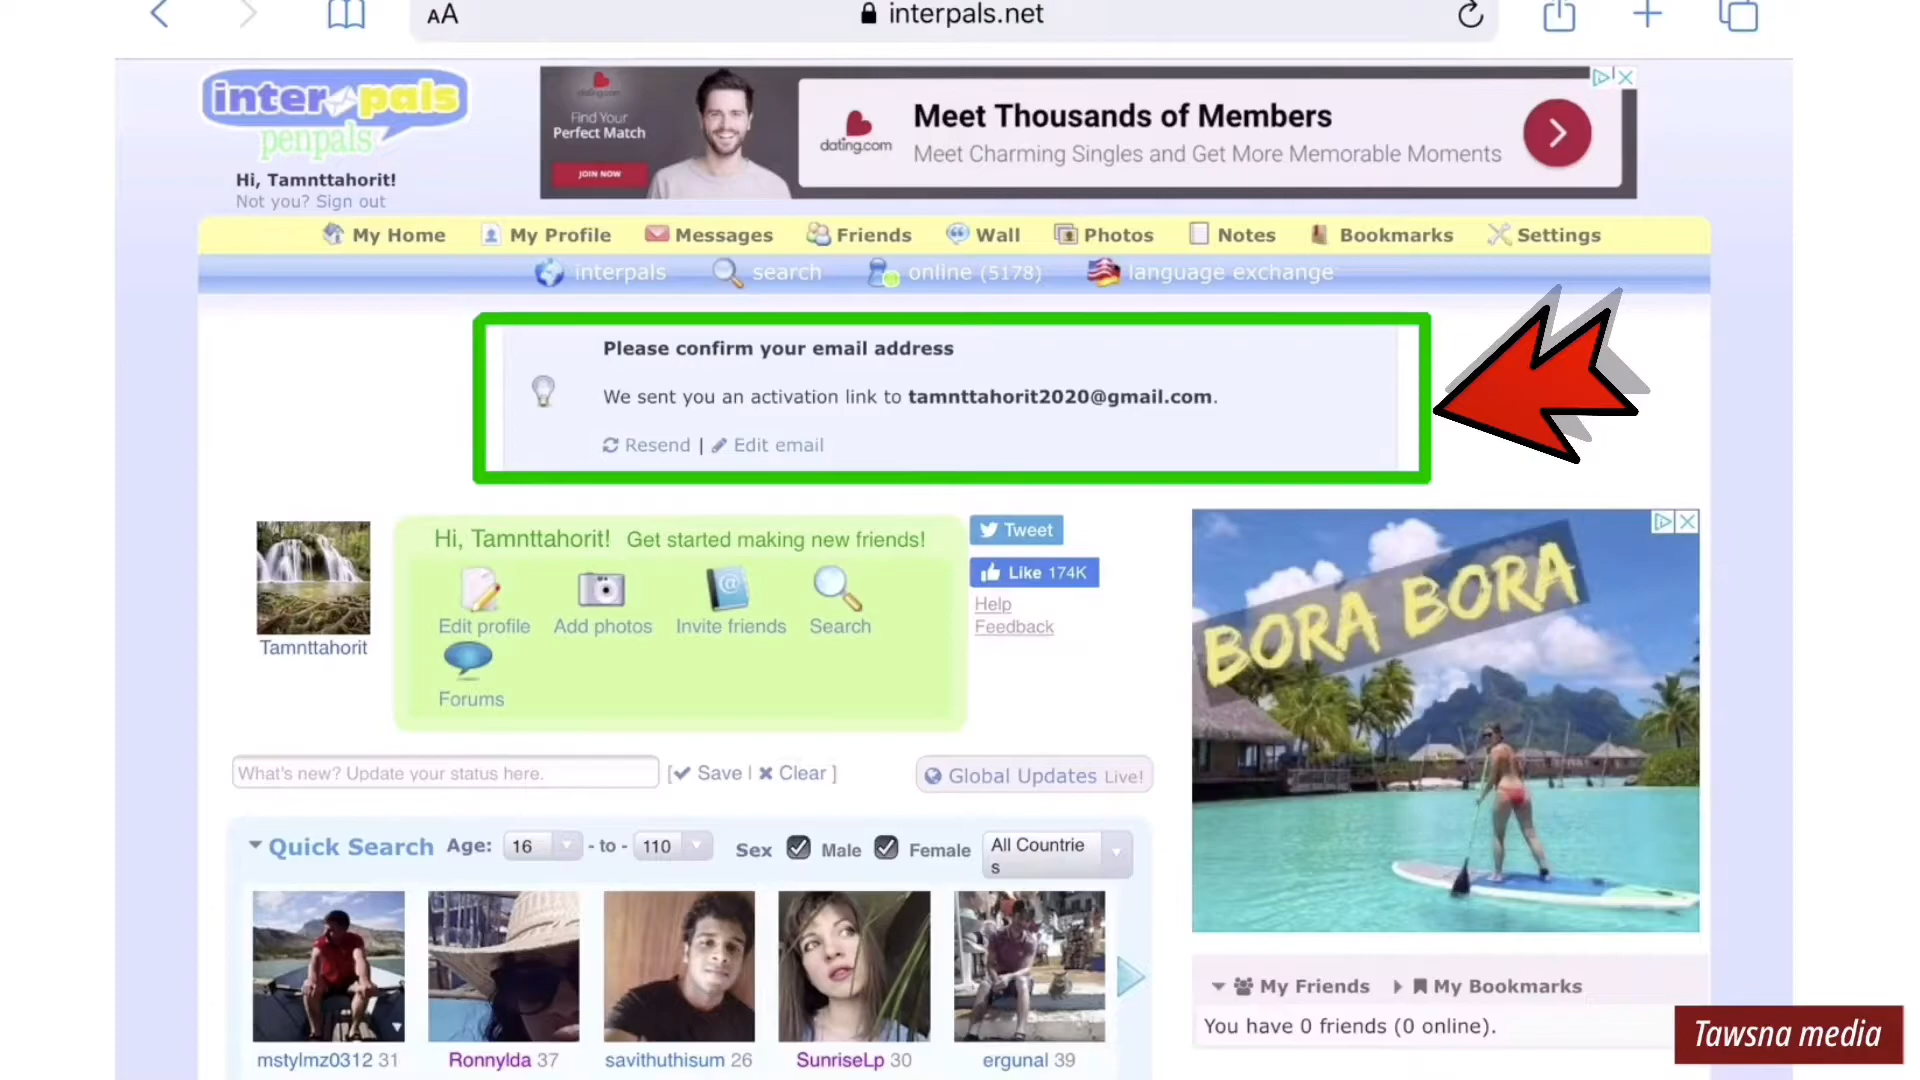 AA
interpals.net
inter pals
penpals
Hi, Tamnttahorit!
Not you? Sign out
dating.com
Find Your
Perfect Match
JOIN NOW
dating.com
Meet Thousands of Members
Meet Charming Singles and Get More Memorable Moments
My Home My Profile Messages Friends Wall Photos Notes Bookmarks Settings
interpals search online (5178) language exchange
Please confirm your email address
We sent you an activation link to tamnttahorit2020@gmail.com.
Resend | Edit email
Tamnttahorit
Hi, Tamnttahorit! Get started making new friends!
Edit profile Add photos Invite friends Search
Forums
Tweet
Like 174K
Help
Feedback
BORA BORA
What's new? Update your status here. [ Save | Clear ]
Global Updates Live!
Quick Search Age: 16 - to - 110 Sex Male Female All Countrie
s
mstylmz0312 31 Ronnylda 37 savithuthisum 26 SunriseLp 30 ergunal 39
My Friends My Bookmarks
You have 0 friends (0 online).
Tawsna media